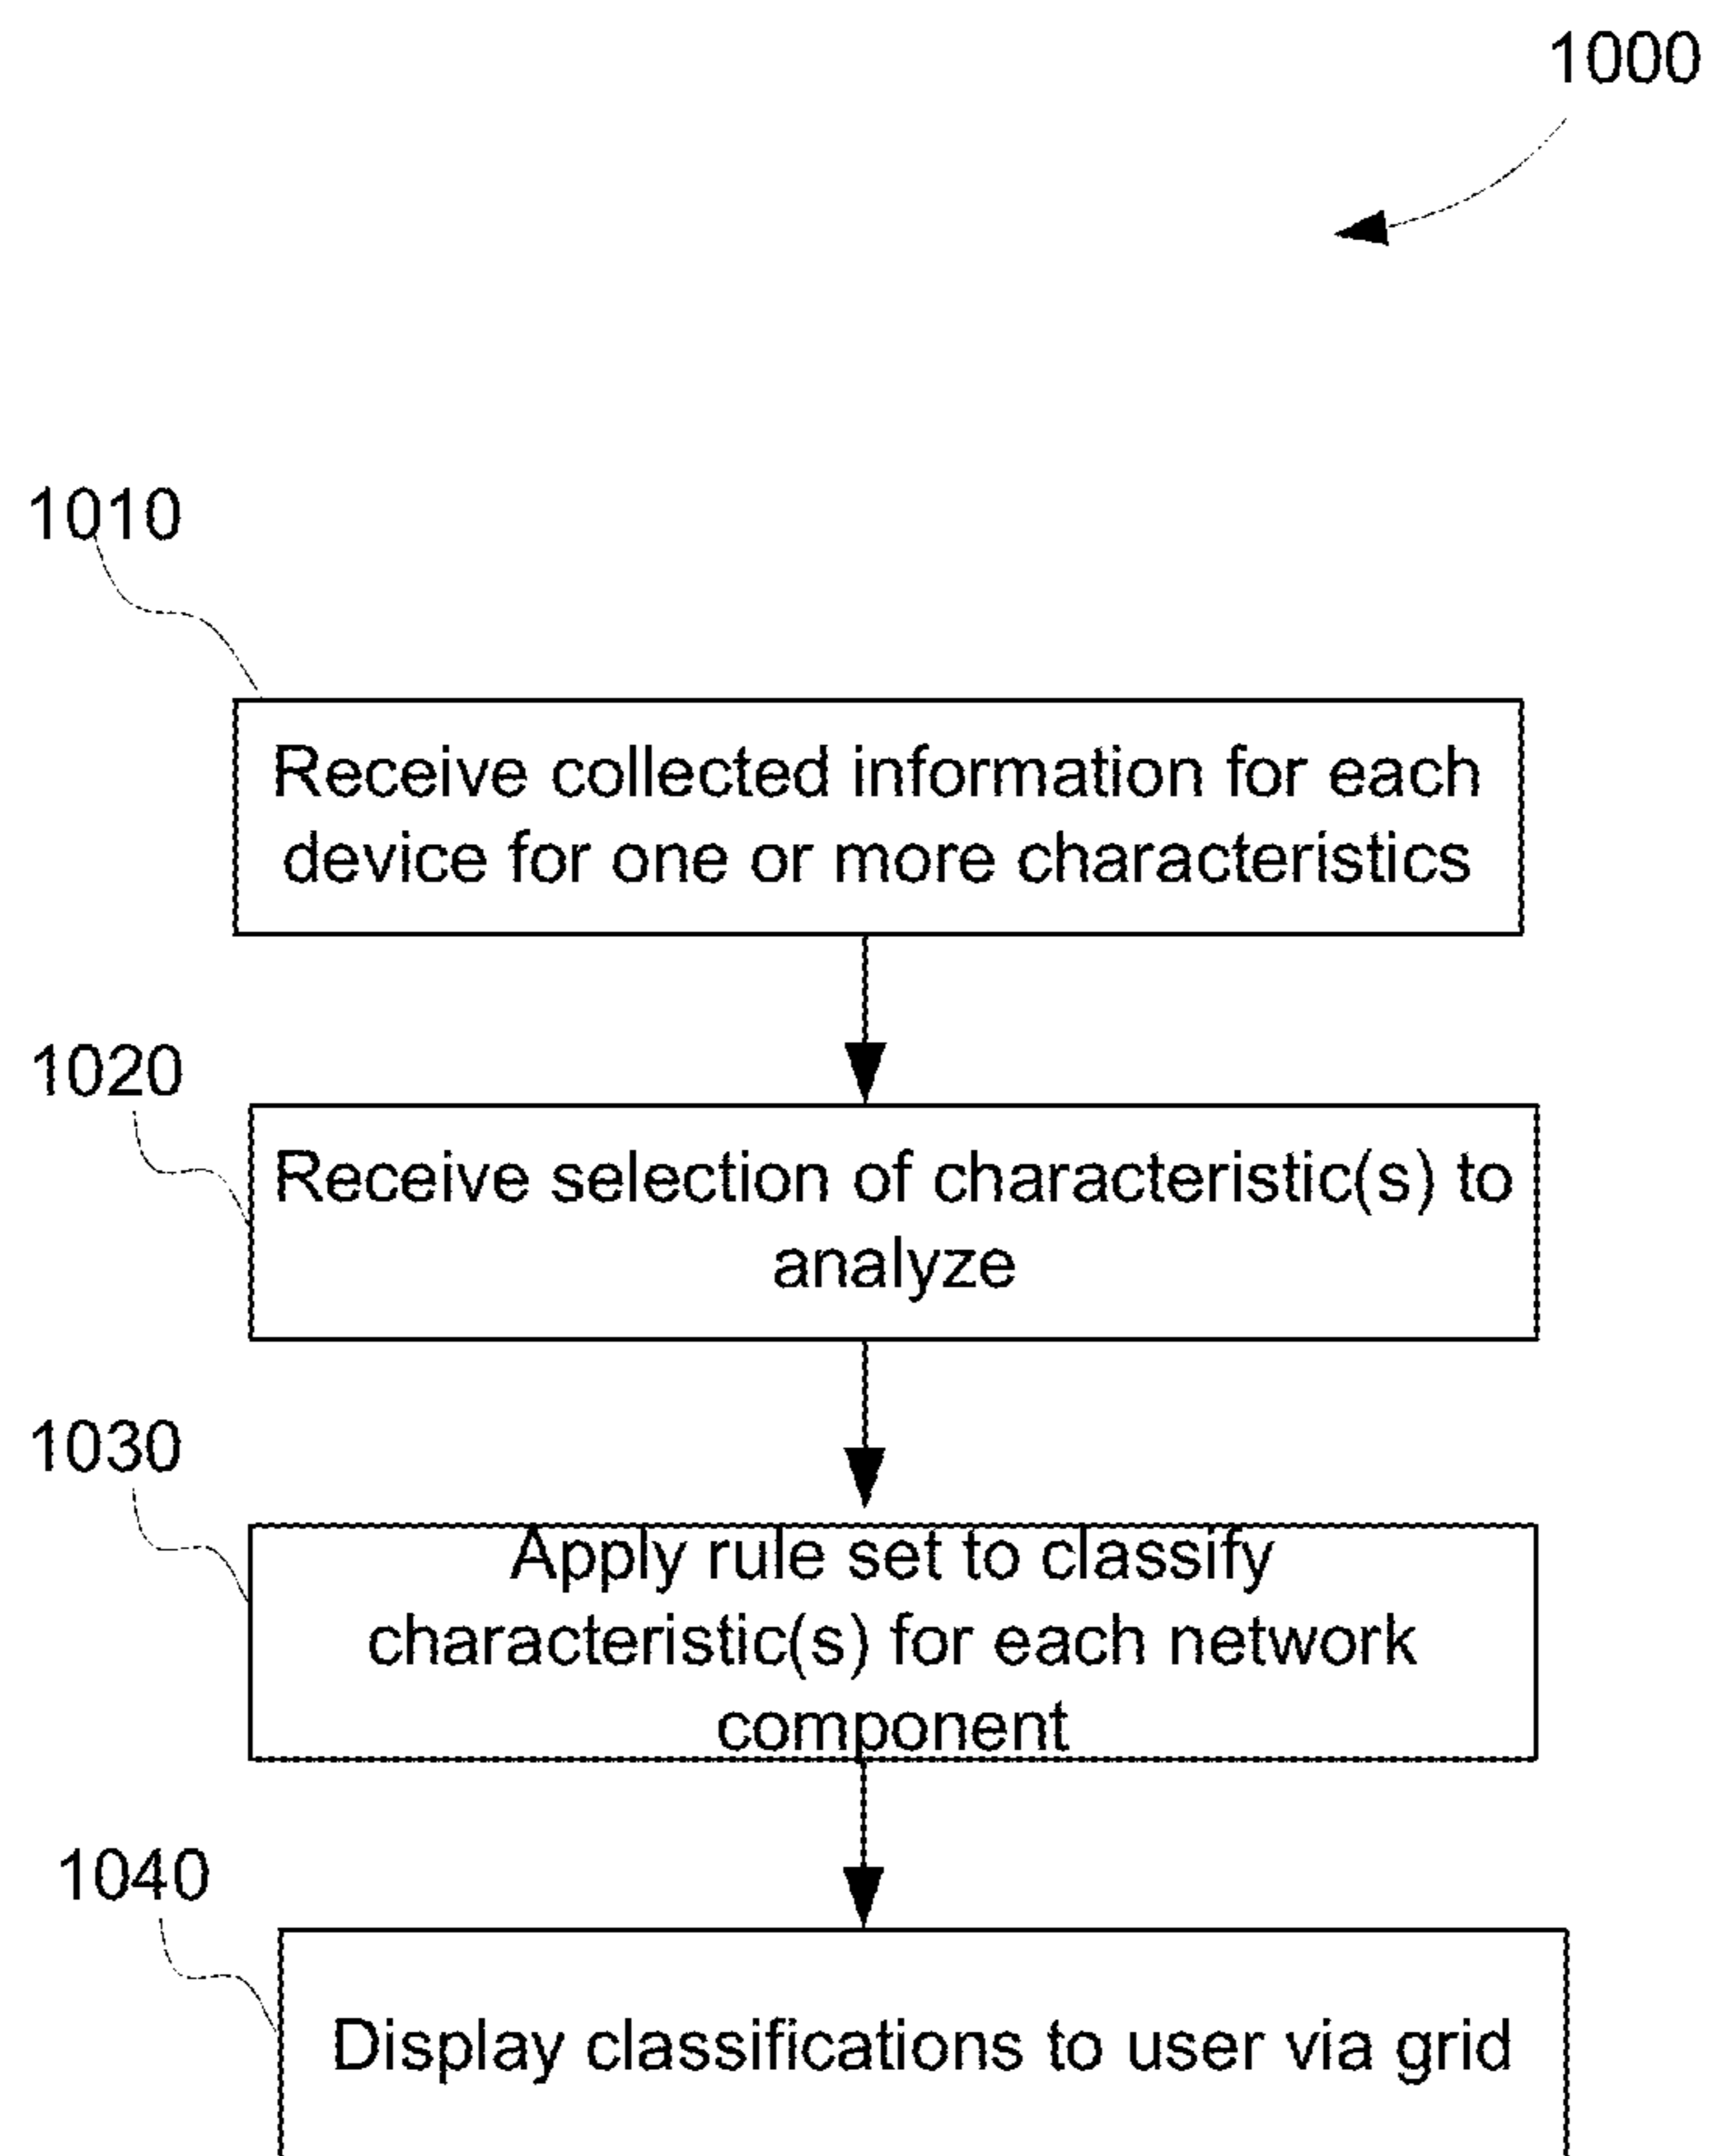 1000
1010
Receive collected information for each
device for one or more characteristics
1020
Receive selection of characteristic(s) to
analyze
1030
Apply rule set to classify
characteristic(s) for each network
component
1040
Display classifications to user via grid